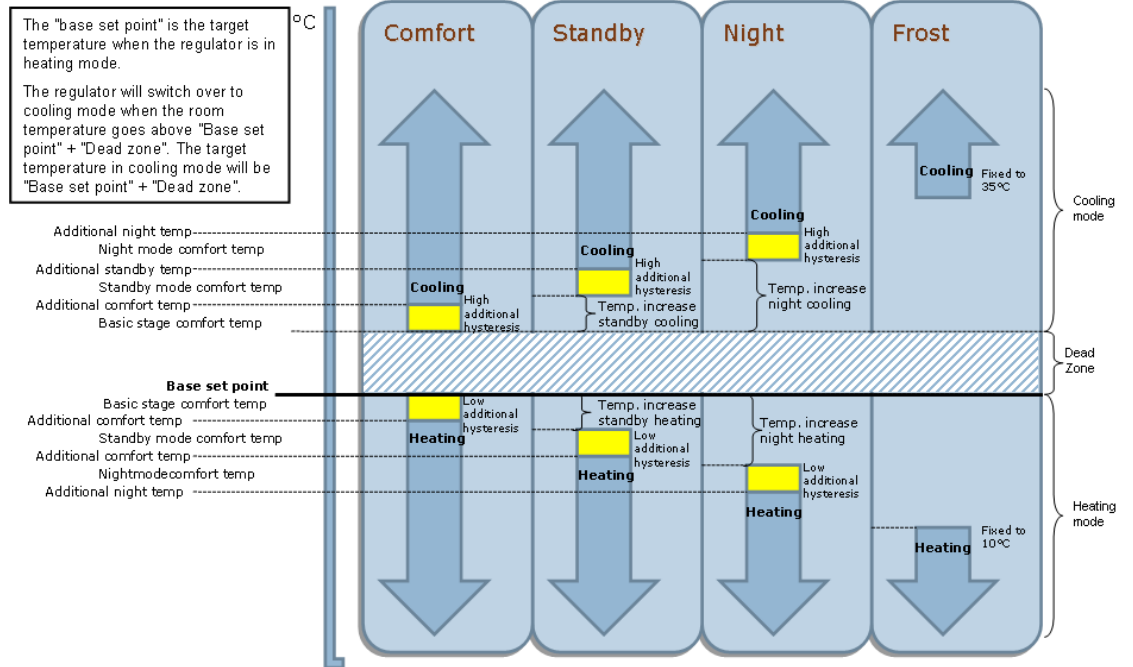 The "base set point" is the target
temperature when the regulator is in
heating mode.
The regulator will switch over to
cooling mode when the room
temperature goes above "Base set
point" + "Dead zone". The target
temperature in cooling mode will be
"Base set point" + "Dead zone".
°C
Comfort
Standby
Night
Frost
Cooling
Fixed to
35°C
Cooling
mode
Additional night temp
Night mode comfort temp
Additional standby temp
Standby mode comfort temp
Additional comfort temp
Basic stage comfort temp
Cooling
High
additional
hysteresis
Cooling
High
additional
hysteresis
Temp. increase
standby cooling
Cooling
High
additional
hysteresis
Temp. increase
night cooling
Dead
Zone
Base set point
Basic stage comfort temp
Additional comfort temp
Standby mode comfort temp
Additional comfort temp
Nightmodecomfort temp
Additional night temp
Low
additional
hysteresis
Heating
Temp. increase
standby heating
Low
additional
hysteresis
Heating
Temp. increase
night heating
Low
additional
hysteresis
Heating
Fixed to
10°C
Heating
Heating
mode